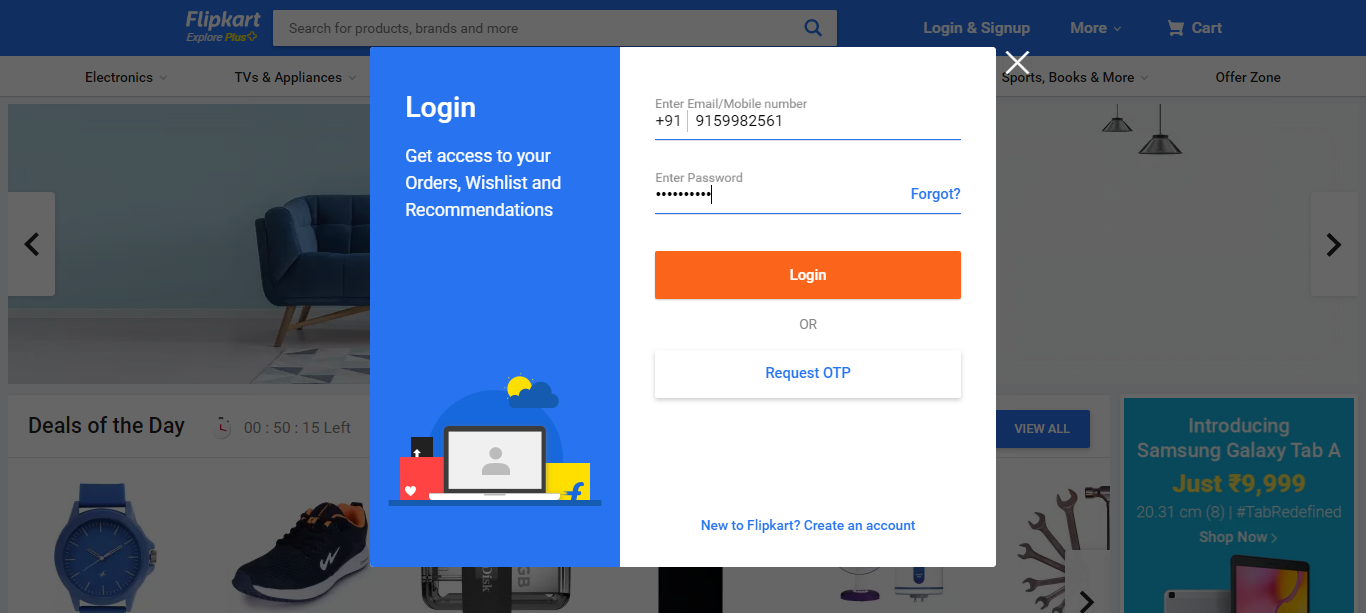 Flipkart
Explore Plus
Search for products, brands and more
Login & Signup
More
Cart
Electronics
TVs & Appliances
Sports, Books & More
Offer Zone
Login
Get access to your
Orders, Wishlist and
Recommendations
Enter Email/Mobile number
+91 9159982561
Enter Password
••••••••••
Forgot?
Login
OR
Request OTP
New to Flipkart? Create an account
Deals of the Day
00 : 50 : 15 Left
VIEW ALL
Introducing
Samsung Galaxy Tab A
Just ₹9,999
20.31 cm (8) | #TabRedefined
Shop Now